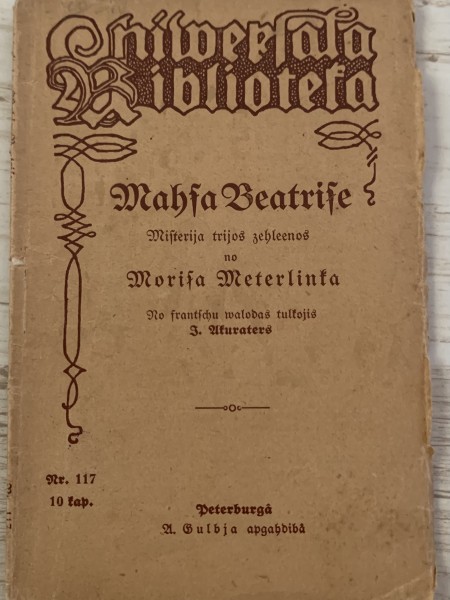 Uniwersala
Biblioteka
Mahſa Beatriſe
Miſterija trijos zehleenos
no
Moriſa Meterlinka
No frantſchu walodas tulkojis
J. Akuraters
Nr. 117
10 kap.
Peterburgā
A. Gulbja apgahdibā